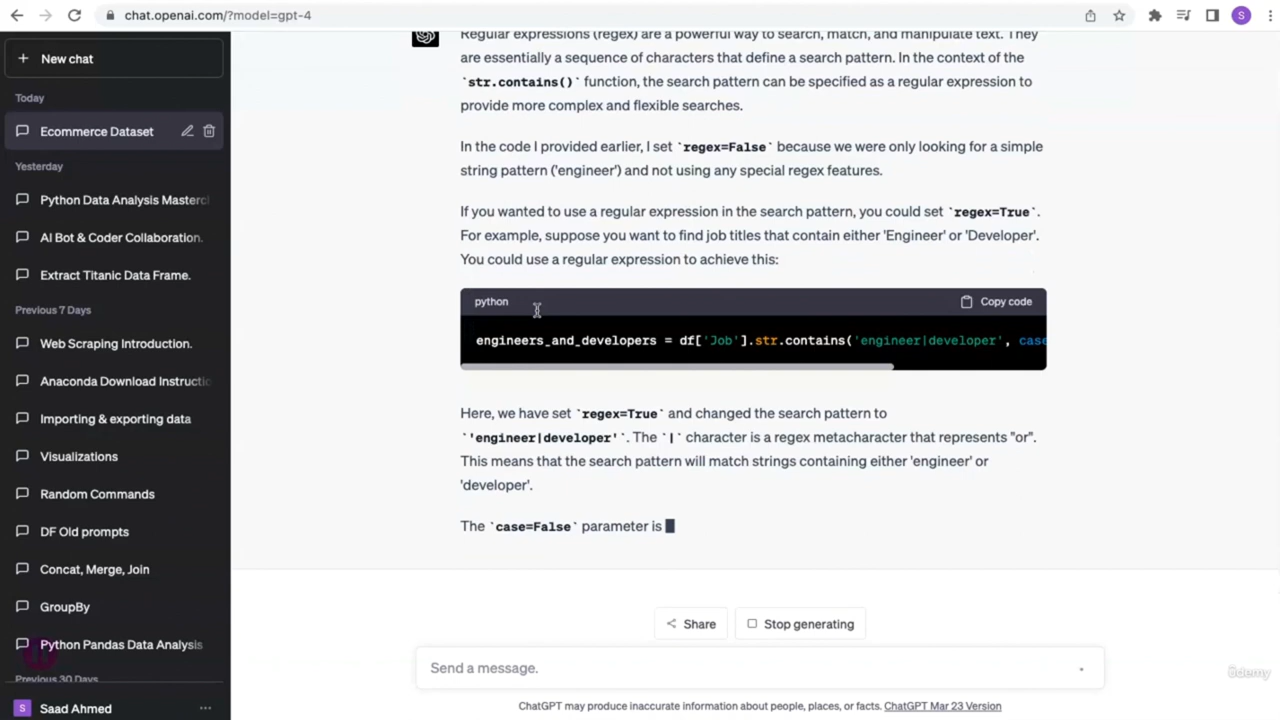 chat.openai.com/?model=gpt-4
S
New chat
Today
Ecommerce Dataset
Yesterday
Python Data Analysis Masterc
AI Bot & Coder Collaboration.
Extract Titanic Data Frame.
Previous 7 Days
Web Scraping Introduction.
Anaconda Download Instructio
Importing & exporting data
Visualizations
Random Commands
DF Old prompts
Concat, Merge, Join
GroupBy
Python Pandas Data Analysis
Previous 30 Days
S Saad Ahmed ...
Regular expressions (regex) are a powerful way to search, match, and manipulate text. They
are essentially a sequence of characters that define a search pattern. In the context of the
`str.contains()` function, the search pattern can be specified as a regular expression to
provide more complex and flexible searches.
In the code I provided earlier, I set `regex=False` because we were only looking for a simple
string pattern ('engineer') and not using any special regex features.
If you wanted to use a regular expression in the search pattern, you could set `regex=True`.
For example, suppose you want to find job titles that contain either 'Engineer' or 'Developer'.
You could use a regular expression to achieve this:
python Copy code
engineers_and_developers = df['Job'].str.contains('engineer|developer', case
Here, we have set `regex=True` and changed the search pattern to
`'engineer|developer'`. The `|` character is a regex metacharacter that represents "or".
This means that the search pattern will match strings containing either 'engineer' or
'developer'.
The `case=False` parameter is
Share Stop generating
Send a message.
ChatGPT may produce inaccurate information about people, places, or facts. ChatGPT Mar 23 Version
ûdemy